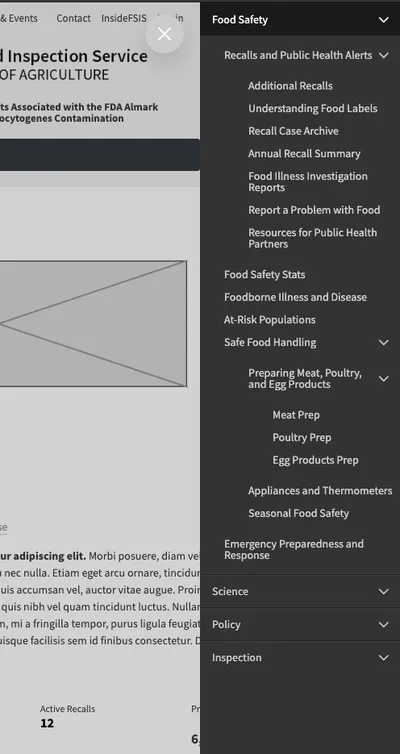 & Events Contact InsideFSIS
d Inspection Service
OF AGRICULTURE
ts Associated with the FDA Almark
ocytogenes Contamination
se
ur adipiscing elit. Morbi posuere, diam ve
u nec nulla. Etiam eget arcu ornare, tincidun
uis accumsan vel, auctor vitae augue. Proin
quis nibh vel quam tincidunt luctus. Nullar
m, mi a fringilla tempor, purus ligula feugiat
uisque facilisis sem id finibus consectetur. D
Active Recalls
12
Pr
6,
Food Safety
Recalls and Public Health Alerts
Additional Recalls
Understanding Food Labels
Recall Case Archive
Annual Recall Summary
Food Illness Investigation
Reports
Report a Problem with Food
Resources for Public Health
Partners
Food Safety Stats
Foodborne Illness and Disease
At-Risk Populations
Safe Food Handling
Preparing Meat, Poultry,
and Egg Products
Meat Prep
Poultry Prep
Egg Products Prep
Appliances and Thermometers
Seasonal Food Safety
Emergency Preparedness and
Response
Science
Policy
Inspection